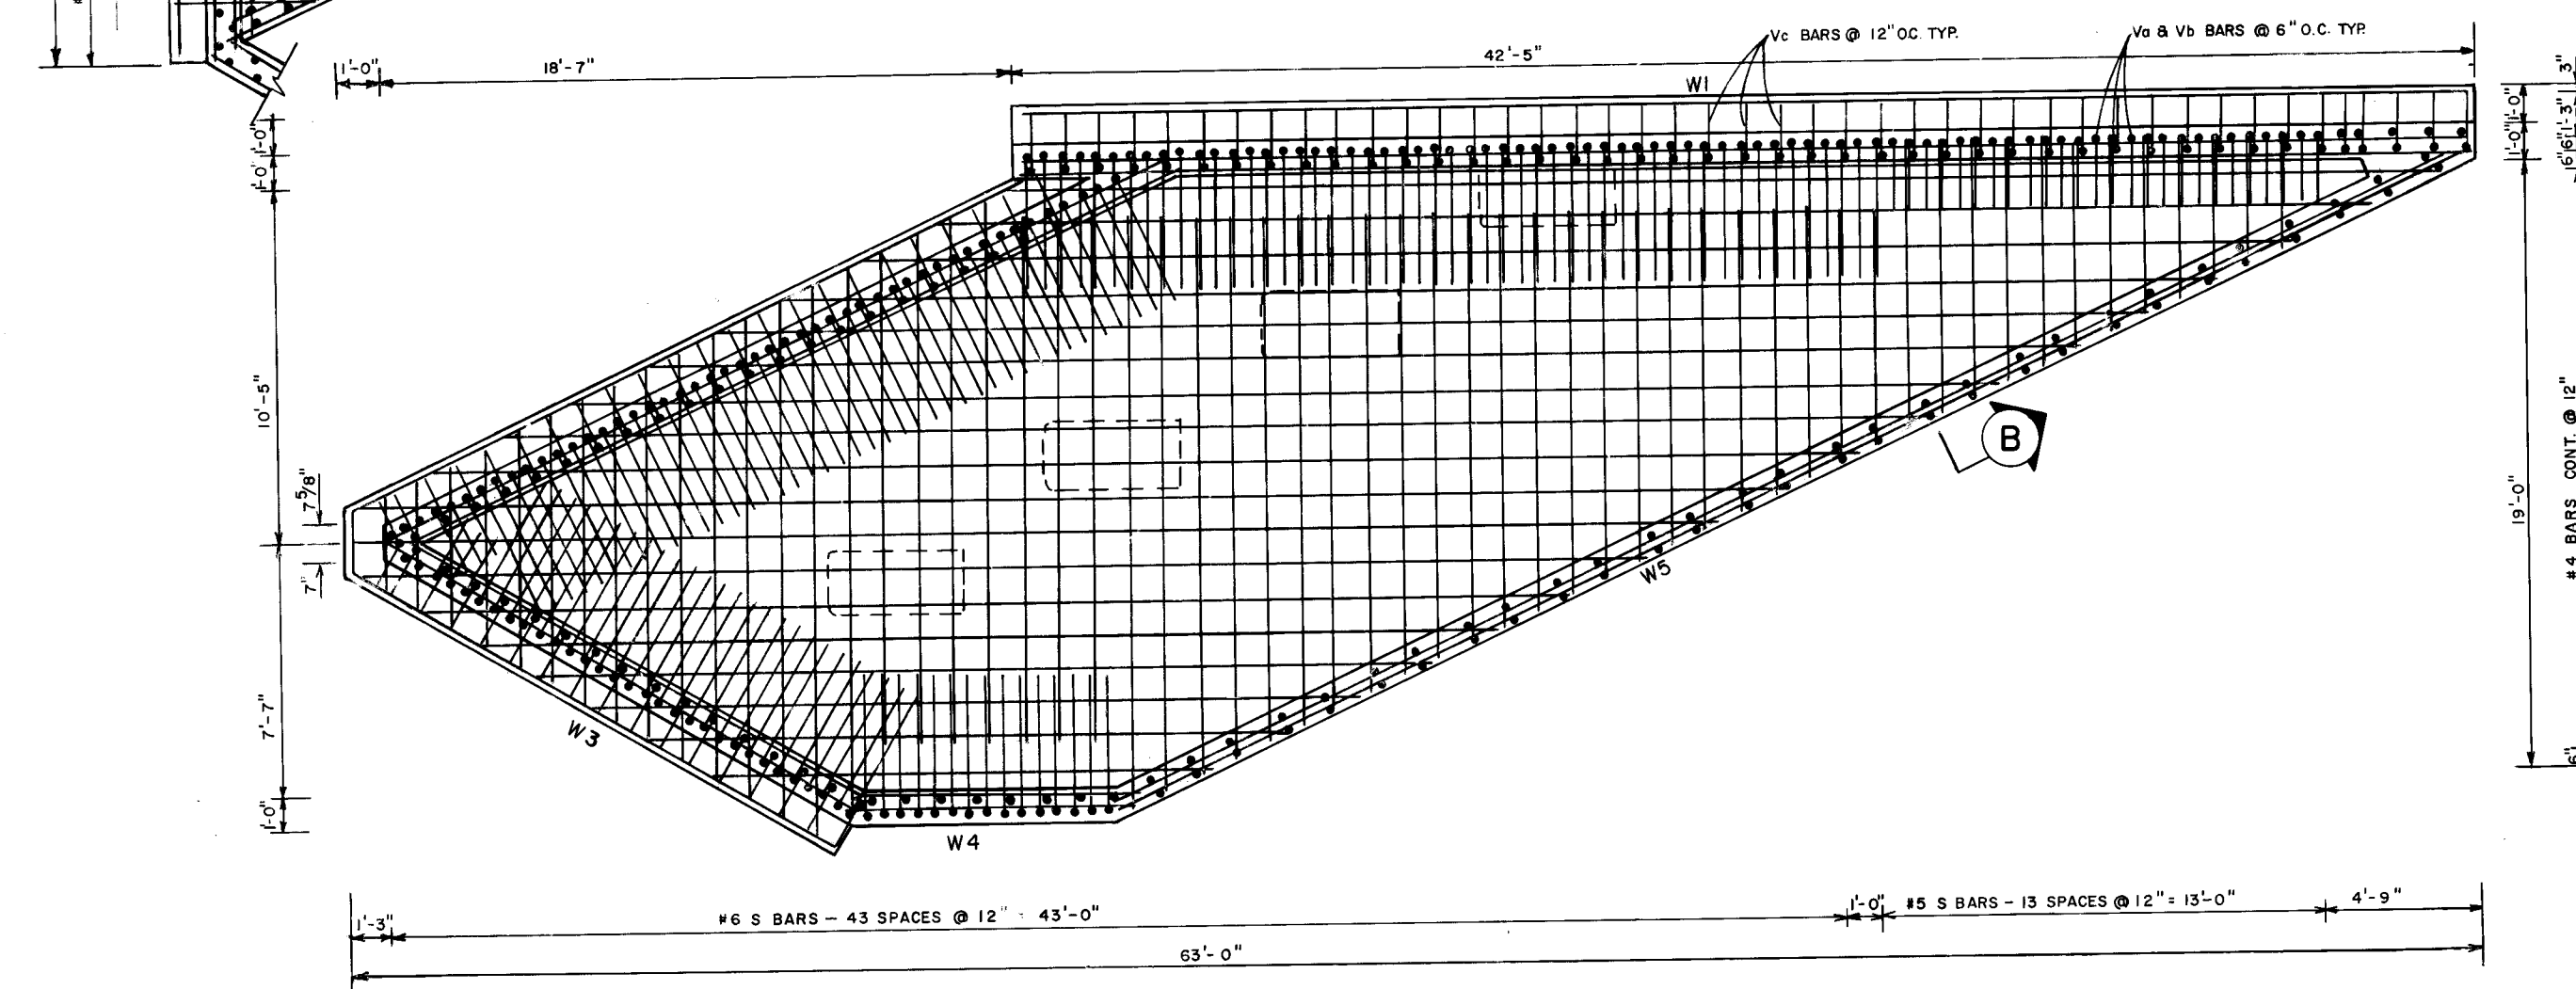 Vc BARS @ 12" O.C. TYP.
Va & Vb BARS @ 6" O.C. TYP.
1'-0"
18'-7"
42'-5"
W1
3"
1'-3"
6"
6"
1'-0"
1'-0"
1'-0"
1'-0"
10'-5"
7 5/8"
7"
7'-7"
1'-0"
B
W5
W3
W4
19'-0"
#4 BARS CONT. @ 12"
6"
1'-3"
#6 S BARS - 43 SPACES @ 12" = 43'-0"
1'-0"
#5 S BARS - 13 SPACES @ 12" = 13'-0"
4'-9"
63'-0"